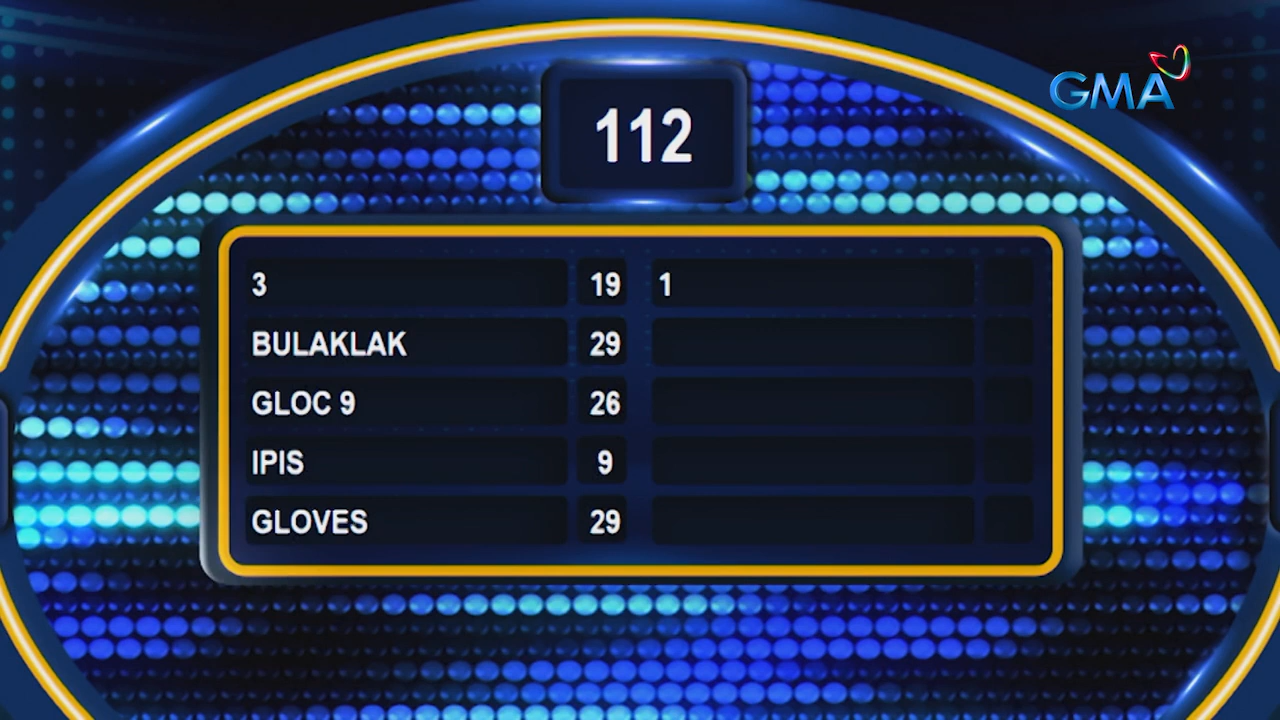 GMA
112
3 19 1
BULAKLAK 29
GLOC 9 26
IPIS 9
GLOVES 29